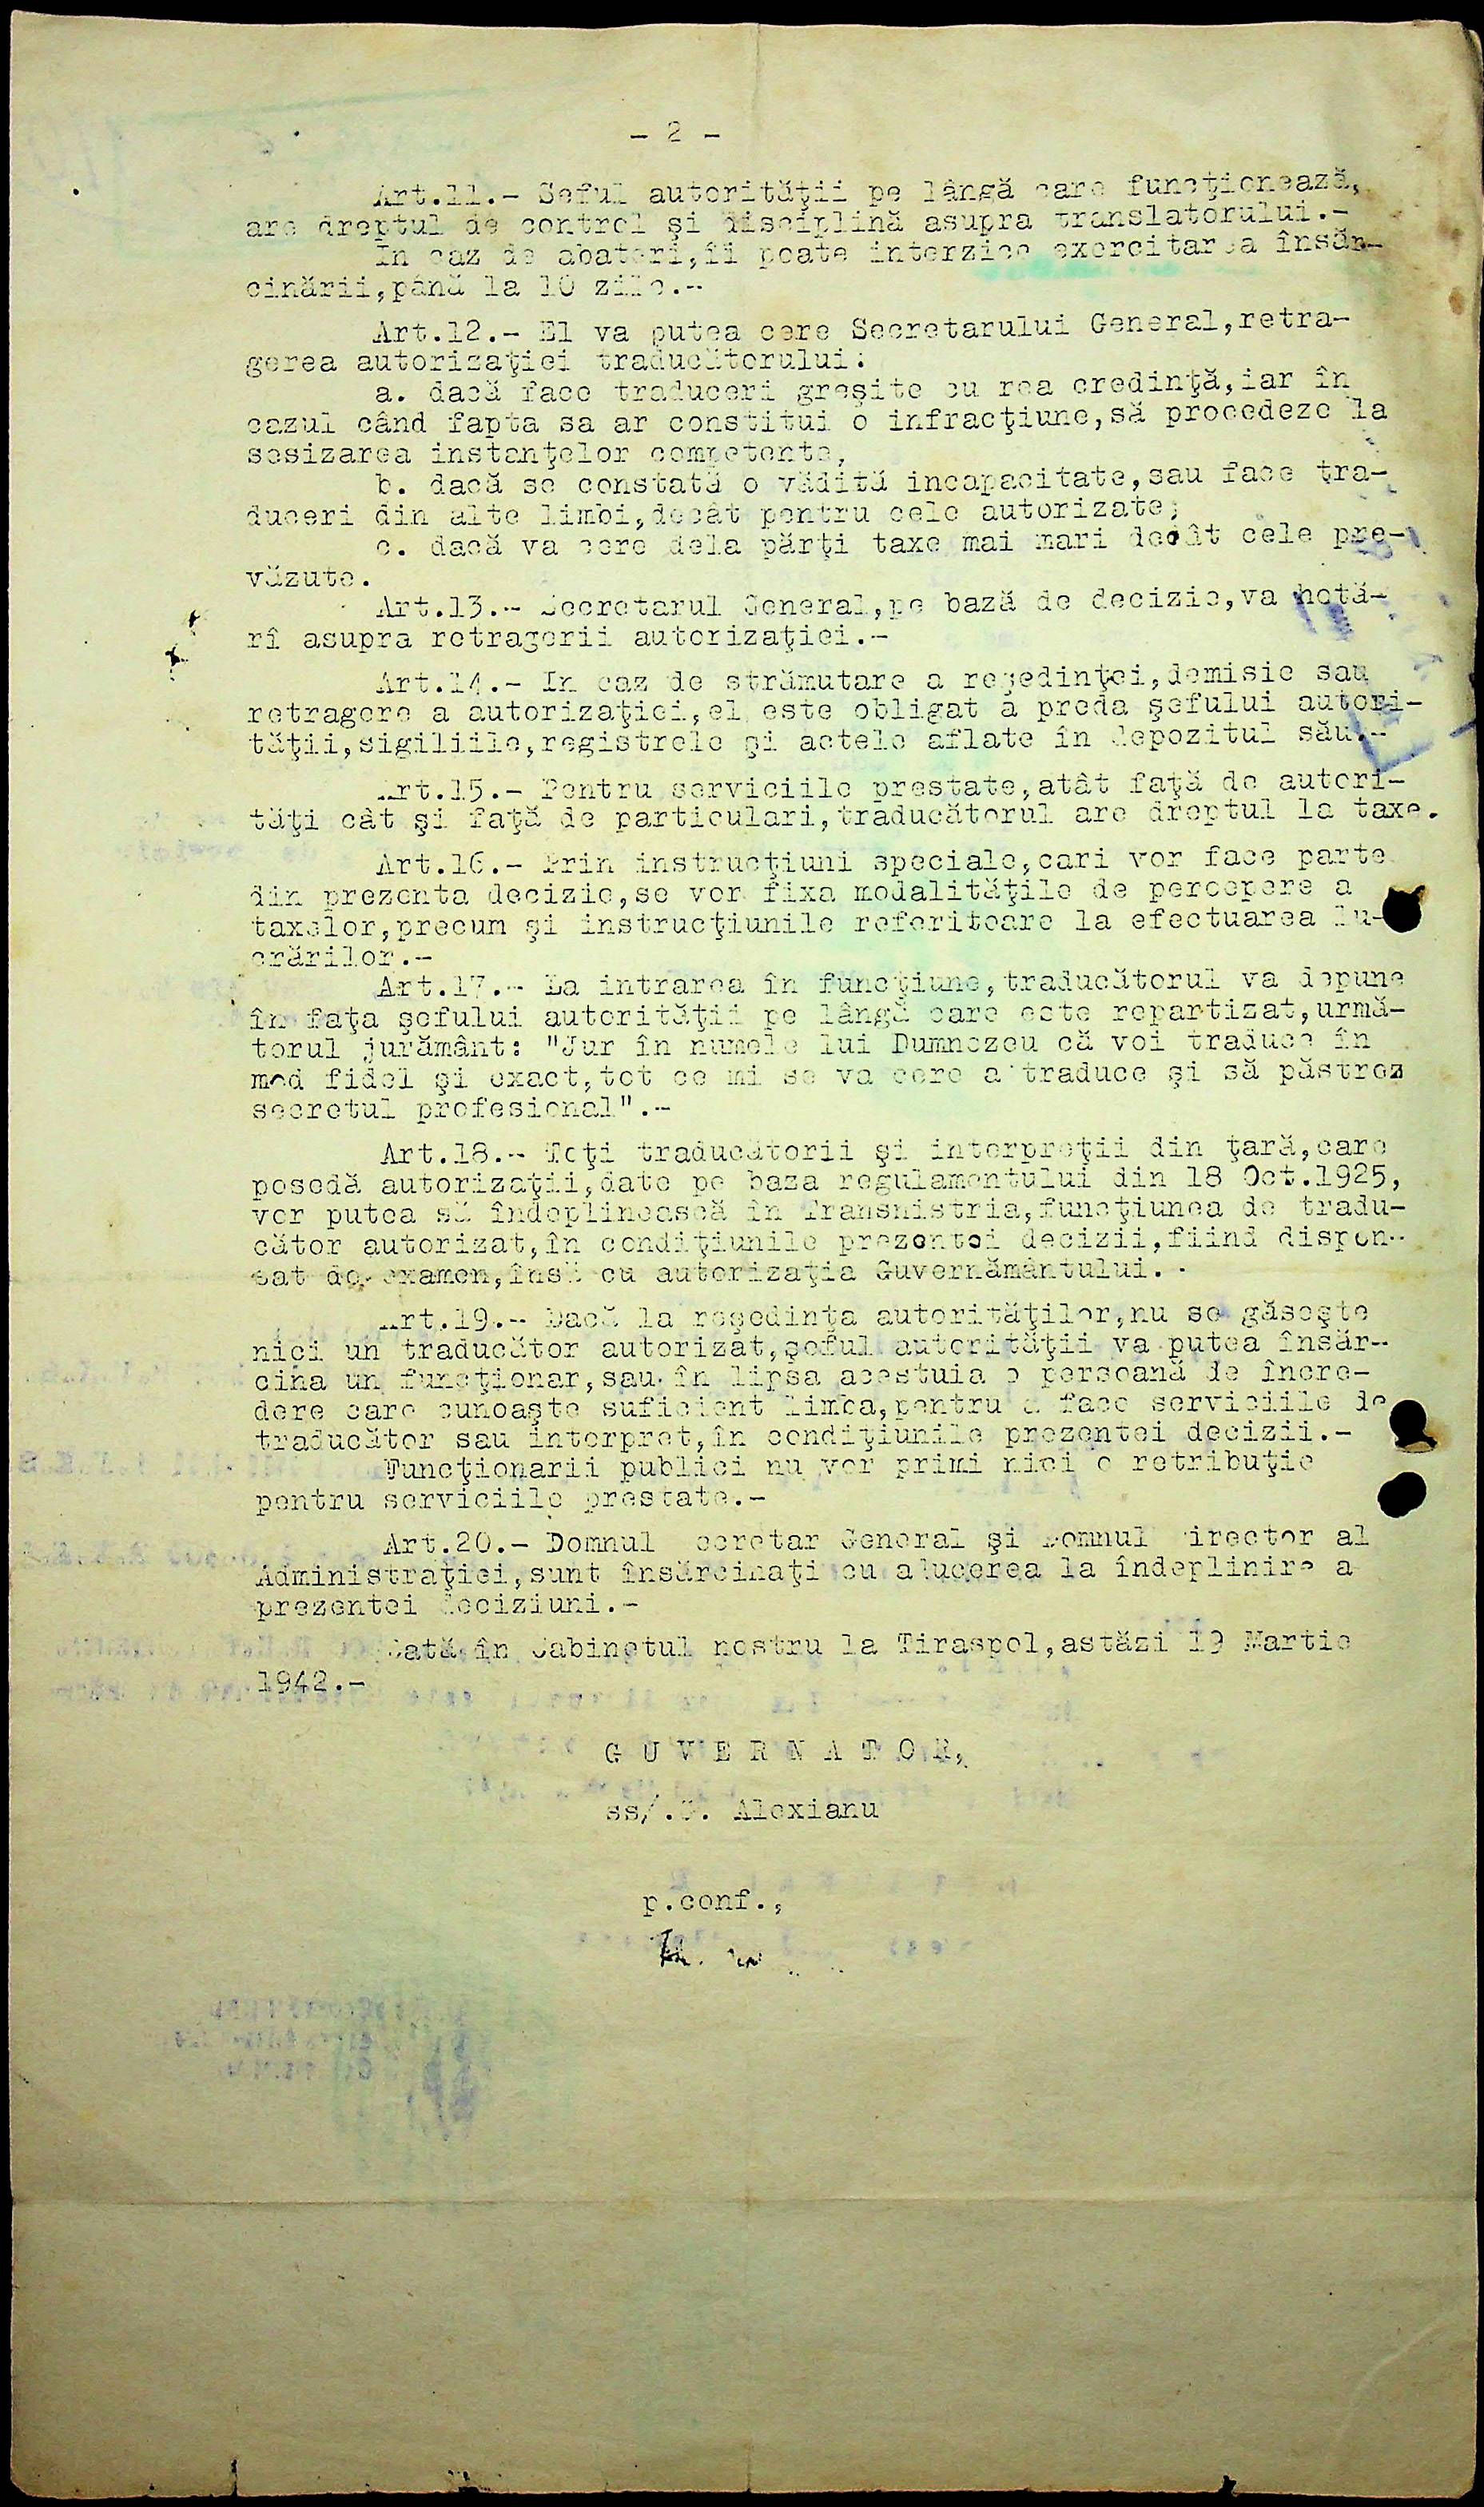 - 2 -
Art.11.- Seful autorităţii pe lângă care funcţionează,
are dreptul de control şi disciplină asupra translatorului.-
In caz de abateri,îi poate interzice exercitarea însăr-
cinării,până la 10 zile.-
Art.12.- El va putea cere Secretarului General,retra-
gerea autorizaţiei traducătorului:
a. dacă face traduceri greşite cu rea credinţă,iar în
cazul când fapta sa ar constitui o infracţiune,să procedeze la
sesizarea instanţelor competente,
b. dacă se constată o vădită incapacitate,sau face tra-
duceri din alte limbi,decât pentru cele autorizate;
c. dacă va cere dela părţi taxe mai mari decât cele pre-
văzute.
Art.13.- Secretarul General,pe bază de decizie,va hotă-
rî asupra retragerii autorizaţiei.-
Art.14.- In caz de strămutare a reşedinţei,demisie sau
retragere a autorizaţiei,el este obligat a preda şefului autori-
tăţii,sigiliile,registrele şi actele aflate în depozitul său.-
Art.15.- Pentru serviciile prestate,atât faţă de autori-
tăţi cât şi faţă de particulari,traducătorul are dreptul la taxe.
Art.16.- Prin instrucţiuni speciale,cari vor face parte
din prezenta decizie,se vor fixa modalităţile de percepere a
taxelor,precum şi instrucţiunile referitoare la efectuarea lu-
crărilor.-
Art.17.- La intrarea în funcţiune,traducătorul va depune
în faţa şefului autorităţii pe lângă care este repartizat,urmă-
torul jurământ: "Jur în numele lui Dumnezeu că voi traduce în
mod fidel şi exact,tot ce mi se va cere a traduce şi să păstrez
secretul profesional".-
Art.18.- Toţi traducătorii şi interpreţii din ţară,care
posedă autorizaţii,date pe baza regulamentului din 18 Oct.1925,
vor putea să îndeplinească în Transnistria,funcţiunea de tradu-
cător autorizat,în condiţiunile prezentei decizii,fiind dispen-
sat de examen,însă cu autorizaţia Guvernământului.-
Art.19.- Dacă la reşedinţa autorităţilor,nu se găseşte
nici un traducător autorizat,şeful autorităţii va putea însăr-
cina un funcţionar,sau în lipsa acestuia o persoană de încre-
dere care cunoaşte suficient limba,pentru a face serviciile de
traducător sau interpret,în condiţiunile prezentei decizii.-
Funcţionarii publici nu vor primi nici o retribuţie
pentru serviciile prestate.-
Art.20.- Domnul Secretar General şi Domnul Director al
Administraţiei,sunt însărcinaţi cu aducerea la îndeplinire a
prezentei deciziuni.-
Dată în Cabinetul nostru la Tiraspol,astăzi 19 Martie
1942.-
G U V E R N A T O R,
ss/.G. Alexianu
p.conf.,